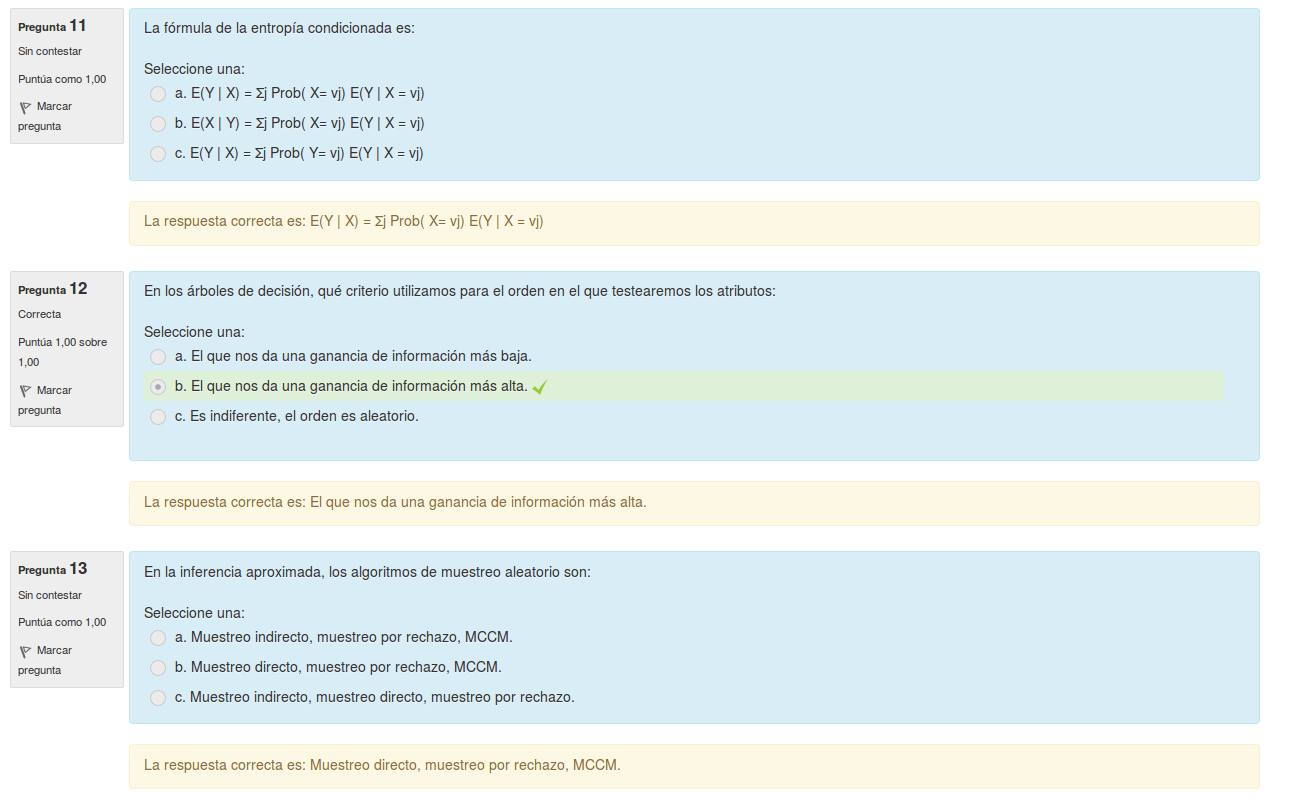 Pregunta 11
Sin contestar
Puntúa como 1,00
Marcar
pregunta
La fórmula de la entropía condicionada es:
Seleccione una:
a. E(Y | X) = Σj Prob( X= vj) E(Y | X = vj)
b. E(X | Y) = Σj Prob( X= vj) E(Y | X = vj)
c. E(Y | X) = Σj Prob( Y= vj) E(Y | X = vj)
La respuesta correcta es: E(Y | X) = Σj Prob( X= vj) E(Y | X = vj)
Pregunta 12
Correcta
Puntúa 1,00 sobre
1,00
Marcar
pregunta
En los árboles de decisión, qué criterio utilizamos para el orden en el que testearemos los atributos:
Seleccione una:
a. El que nos da una ganancia de información más baja.
b. El que nos da una ganancia de información más alta.
c. Es indiferente, el orden es aleatorio.
La respuesta correcta es: El que nos da una ganancia de información más alta.
Pregunta 13
Sin contestar
Puntúa como 1,00
Marcar
pregunta
En la inferencia aproximada, los algoritmos de muestreo aleatorio son:
Seleccione una:
a. Muestreo indirecto, muestreo por rechazo, MCCM.
b. Muestreo directo, muestreo por rechazo, MCCM.
c. Muestreo indirecto, muestreo directo, muestreo por rechazo.
La respuesta correcta es: Muestreo directo, muestreo por rechazo, MCCM.